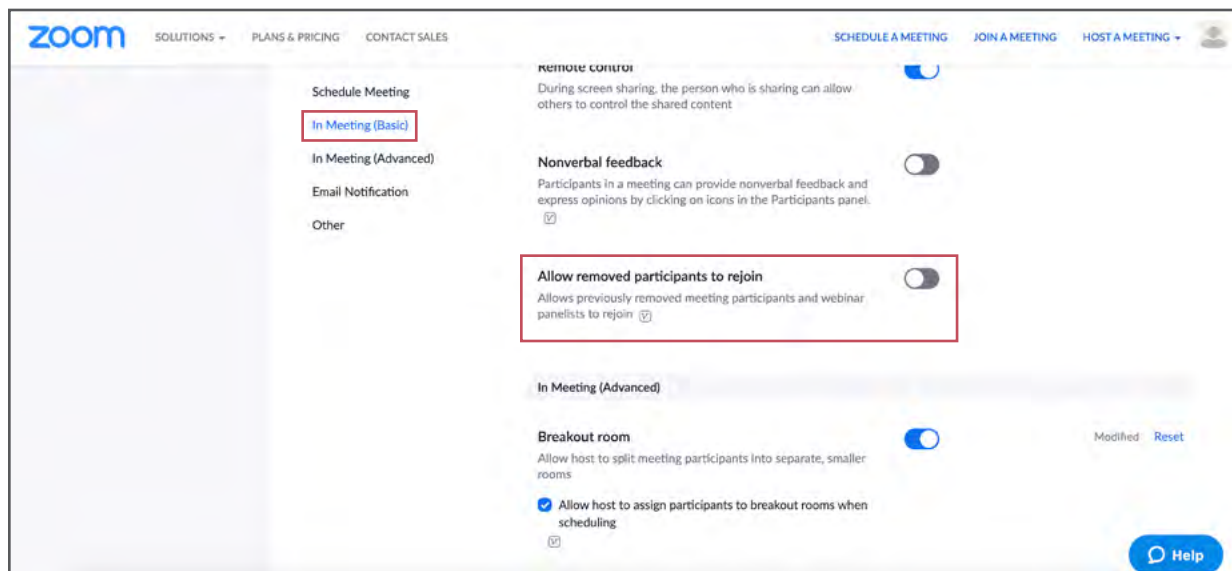 zoom SOLUTIONS PLANS & PRICING CONTACT SALES SCHEDULE A MEETING JOIN A MEETING HOST A MEETING
Schedule Meeting
In Meeting (Basic)
In Meeting (Advanced)
Email Notification
Other
Remote control
During screen sharing, the person who is sharing can allow
others to control the shared content
Nonverbal feedback
Participants in a meeting can provide nonverbal feedback and
express opinions by clicking on icons in the Participants panel.
Allow removed participants to rejoin
Allows previously removed meeting participants and webinar
panelists to rejoin
In Meeting (Advanced)
Breakout room
Modified Reset
Allow host to split meeting participants into separate, smaller
rooms
Allow host to assign participants to breakout rooms when
scheduling
Help